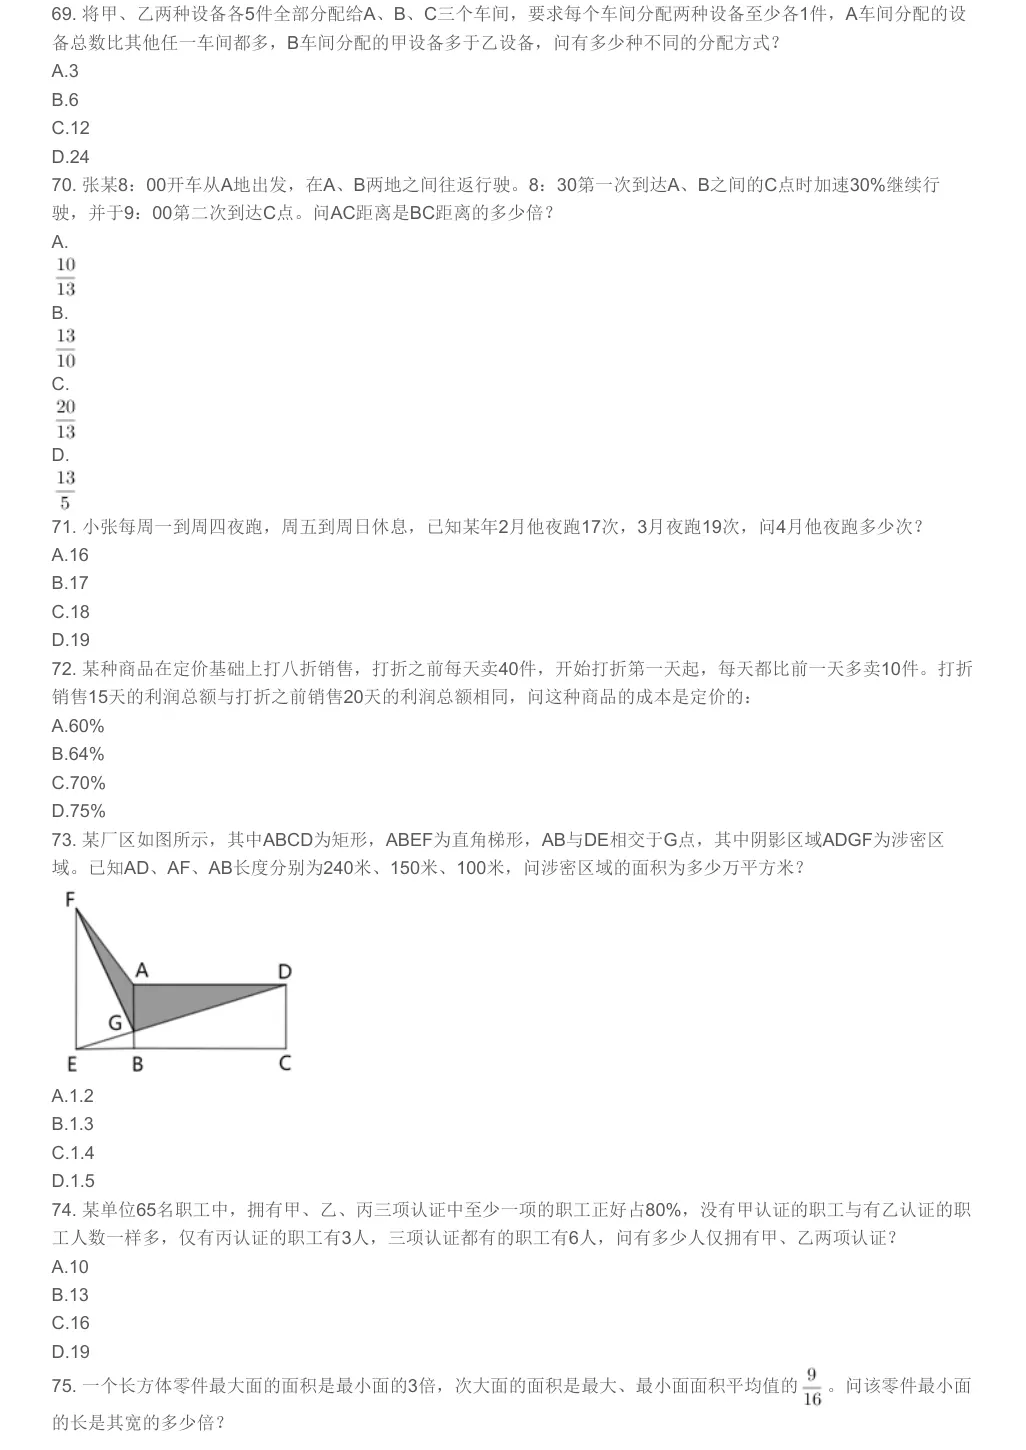 69. 将甲、乙两种设备各5件全部分配给A、B、C三个车间，要求每个车间分配两种设备至少各1件，A车间分配的设
备总数比其他任一车间都多，B车间分配的甲设备多于乙设备，问有多少种不同的分配方式？
A.3
B.6
C.12
D.24
70. 张某8：00开车从A地出发，在A、B两地之间往返行驶。8：30第一次到达A、B之间的C点时加速30%继续行
驶，并于9：00第二次到达C点。问AC距离是BC距离的多少倍？
A.
10/13
B.
13/10
C.
20/13
D.
13/5
71. 小张每周一到周四夜跑，周五到周日休息，已知某年2月他夜跑17次，3月夜跑19次，问4月他夜跑多少次？
A.16
B.17
C.18
D.19
72. 某种商品在定价基础上打八折销售，打折之前每天卖40件，开始打折第一天起，每天都比前一天多卖10件。打折
销售15天的利润总额与打折之前销售20天的利润总额相同，问这种商品的成本是定价的：
A.60%
B.64%
C.70%
D.75%
73. 某厂区如图所示，其中ABCD为矩形，ABEF为直角梯形，AB与DE相交于G点，其中阴影区域ADGF为涉密区
域。已知AD、AF、AB长度分别为240米、150米、100米，问涉密区域的面积为多少万平方米？
F
A D
G
E B C
A.1.2
B.1.3
C.1.4
D.1.5
74. 某单位65名职工中，拥有甲、乙、丙三项认证中至少一项的职工正好占80%，没有甲认证的职工与有乙认证的职
工人数一样多，仅有丙认证的职工有3人，三项认证都有的职工有6人，问有多少人仅拥有甲、乙两项认证？
A.10
B.13
C.16
D.19
75. 一个长方体零件最大面的面积是最小面的3倍，次大面的面积是最大、最小面面积平均值的 9/16 。问该零件最小面
的长是其宽的多少倍？